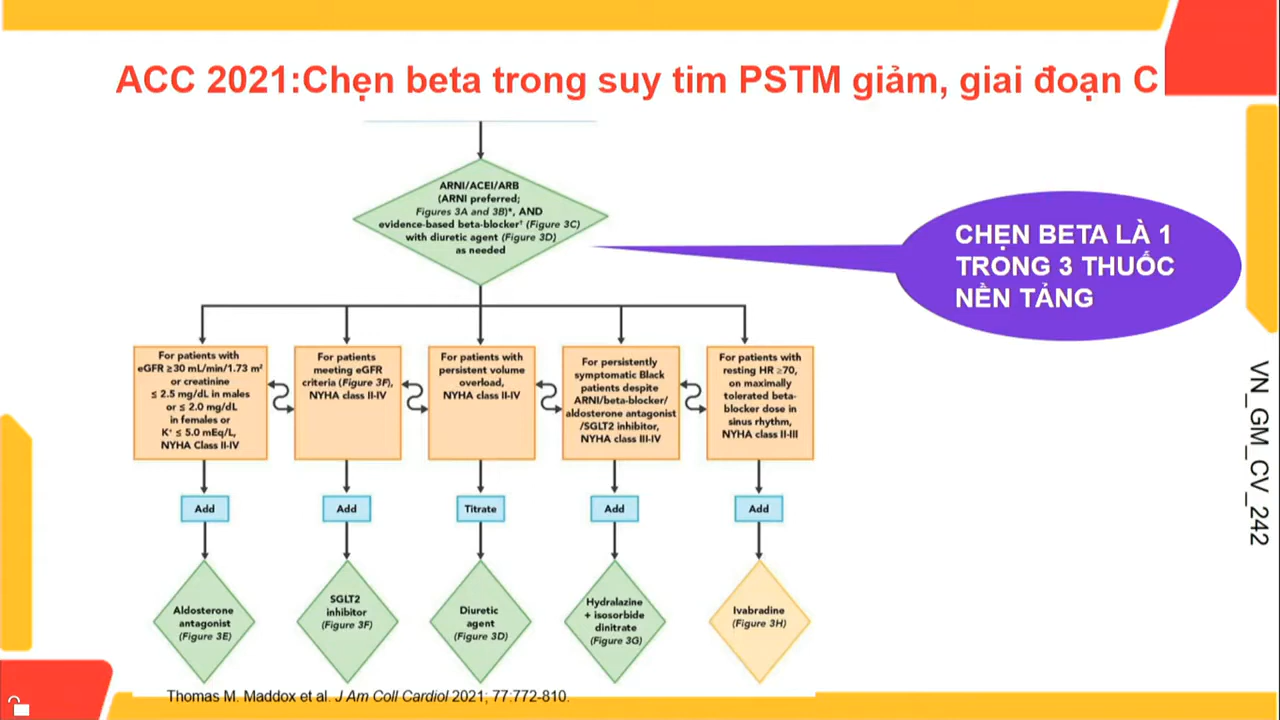 ACC 2021:Chẹn beta trong suy tim PSTM giảm, giai đoạn C
ARNI/ACEI/ARB
(ARNI preferred;
Figures 3A and 3B)*, AND
evidence-based beta-blocker† (Figure 3C)
with diuretic agent (Figure 3D)
as needed
CHẸN BETA LÀ 1
TRONG 3 THUỐC
NỀN TẢNG
For patients with
eGFR ≥30 mL/min/1.73 m²
or creatinine
≤ 2.5 mg/dL in males
or ≤ 2.0 mg/dL
in females or
K⁺ ≤ 5.0 mEq/L,
NYHA Class II-IV
For patients
meeting eGFR
criteria (Figure 3F),
NYHA class II-IV
For patients with
persistent volume
overload,
NYHA class II-IV
For persistently
symptomatic Black
patients despite
ARNI/beta-blocker/
aldosterone antagonist
/SGLT2 inhibitor,
NYHA class III-IV
For patients with
resting HR ≥70,
on maximally
tolerated beta-
blocker dose in
sinus rhythm,
NYHA class II-III
Add
Add
Titrate
Add
Add
Aldosterone
antagonist
(Figure 3E)
SGLT2
inhibitor
(Figure 3F)
Diuretic
agent
(Figure 3D)
Hydralazine
+ isosorbide
dinitrate
(Figure 3G)
Ivabradine
(Figure 3H)
Thomas M. Maddox et al. J Am Coll Cardiol 2021; 77:772-810.
VN_GM_CV_242